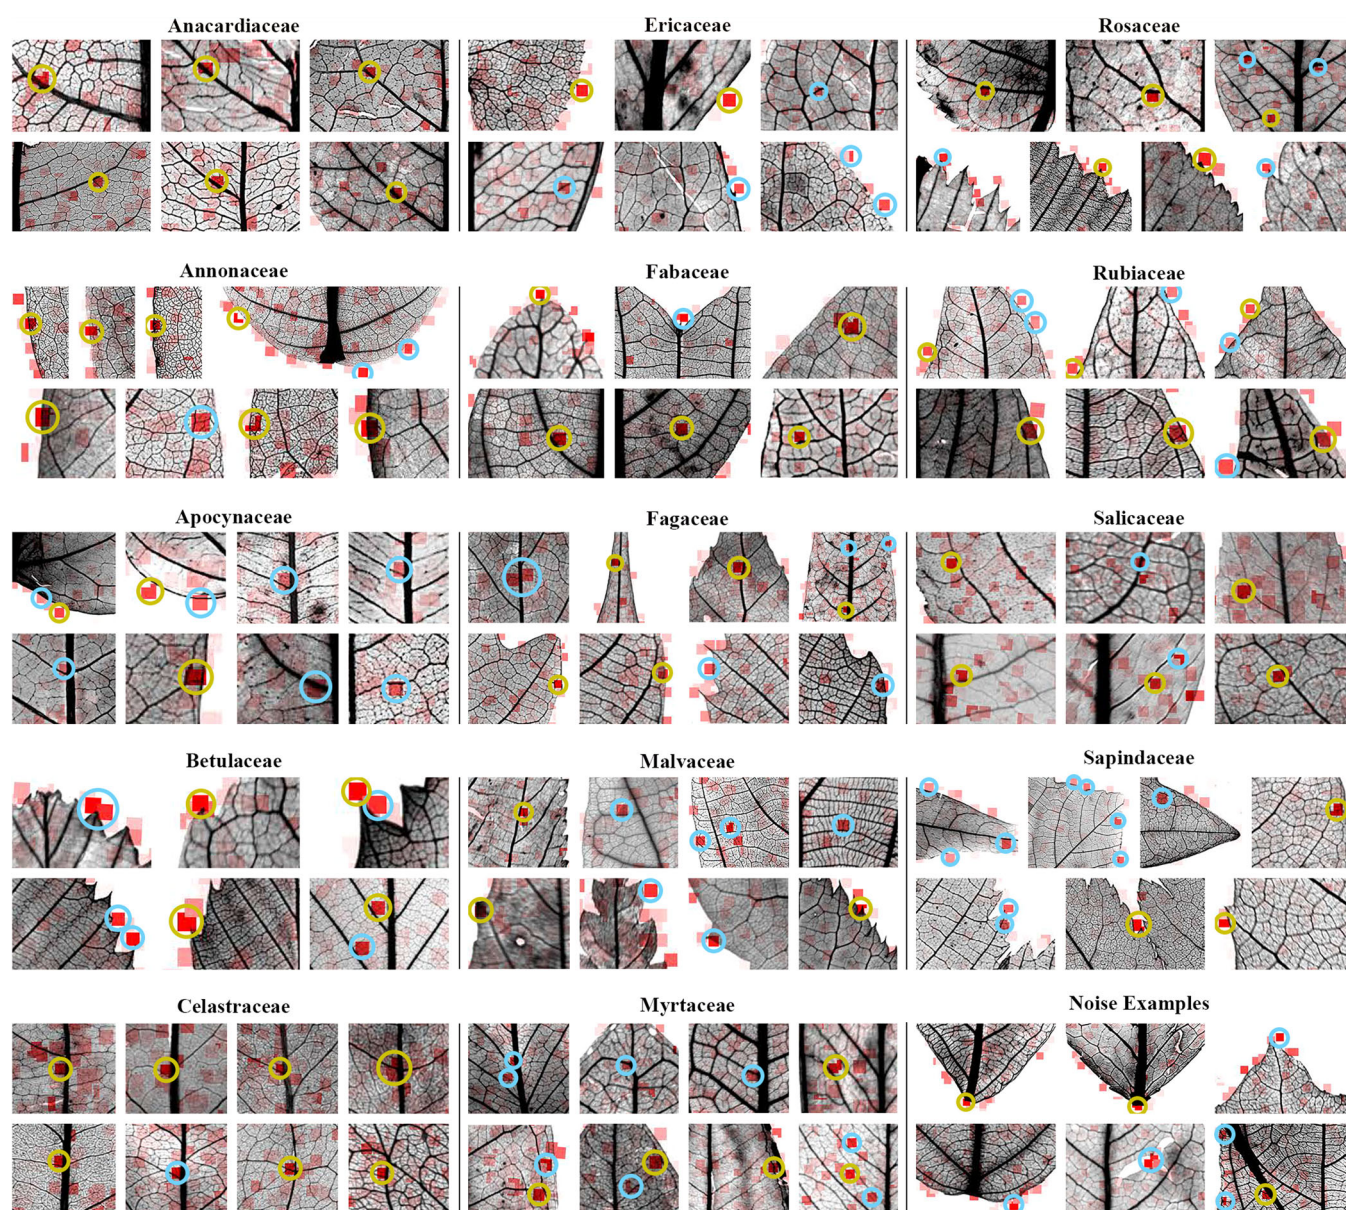 Anacardiaceae
Ericaceae
Rosaceae
Annonaceae
Fabaceae
Rubiaceae
Apocynaceae
Fagaceae
Salicaceae
Betulaceae
Malvaceae
Sapindaceae
Celastraceae
Myrtaceae
Noise Examples